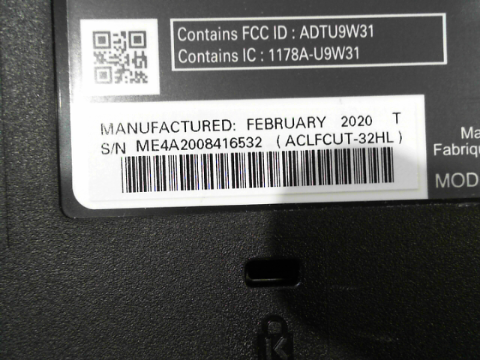 Contains FCC ID : ADTU9W31
Contains IC : 1178A-U9W31
MANUFACTURED: FEBRUARY 2020 T
S/N ME4A2008416532 (ACLFCUT-32HL)
Ma
Fabriqu
MOD